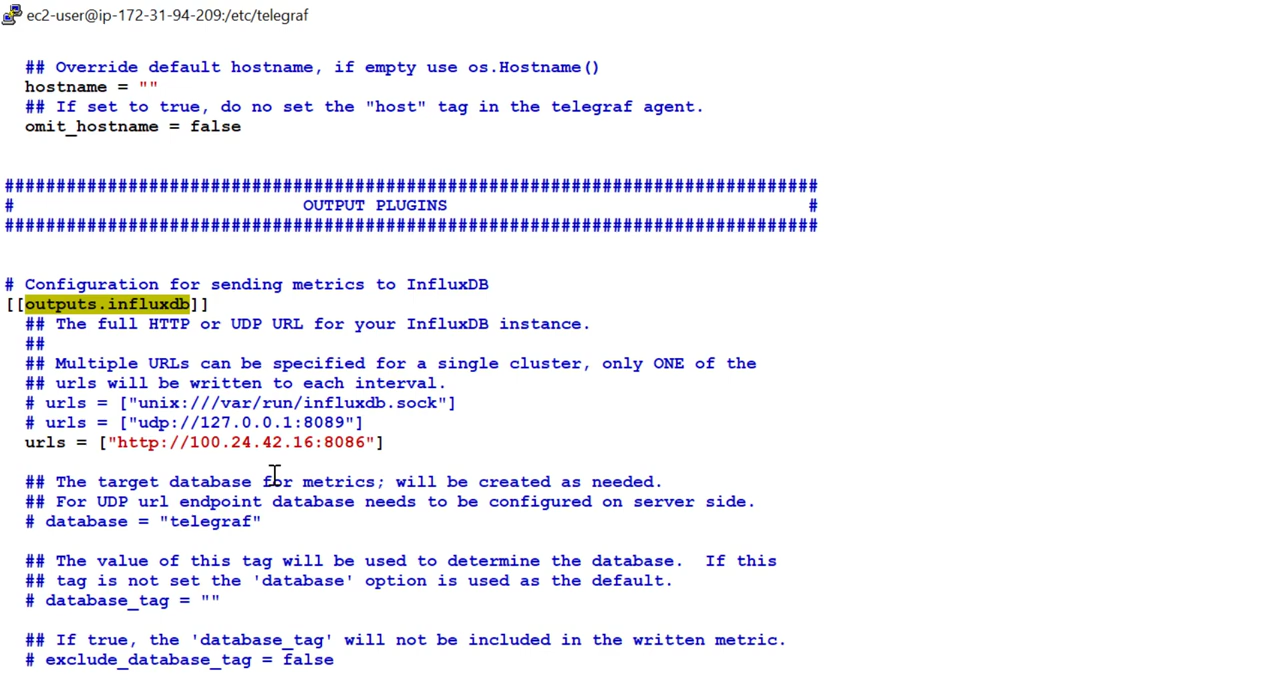 ec2-user@ip-172-31-94-209:/etc/telegraf
## Override default hostname, if empty use os.Hostname()
hostname = ""
## If set to true, do no set the "host" tag in the telegraf agent.
omit_hostname = false
###############################################################################
# OUTPUT PLUGINS #
###############################################################################
# Configuration for sending metrics to InfluxDB
[[outputs.influxdb]]
## The full HTTP or UDP URL for your InfluxDB instance.
##
## Multiple URLs can be specified for a single cluster, only ONE of the
## urls will be written to each interval.
# urls = ["unix:///var/run/influxdb.sock"]
# urls = ["udp://127.0.0.1:8089"]
urls = ["http://100.24.42.16:8086"]
## The target database for metrics; will be created as needed.
## For UDP url endpoint database needs to be configured on server side.
# database = "telegraf"
## The value of this tag will be used to determine the database.  If this
## tag is not set the 'database' option is used as the default.
# database_tag = ""
## If true, the 'database_tag' will not be included in the written metric.
# exclude_database_tag = false